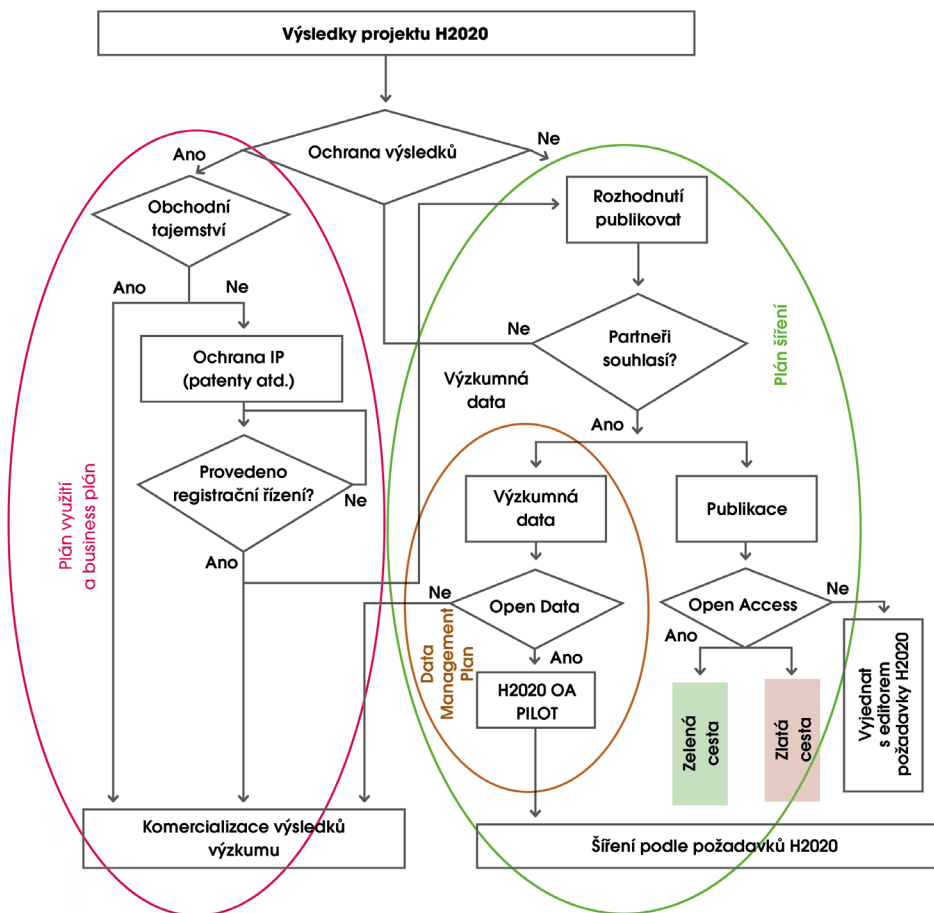 Výsledky projektu H2020
Ochrana výsledků
Ano
Ne
Obchodní
tajemství
Rozhodnutí
publikovat
Ano
Ne
Ne
Partneři
souhlasí?
Plán šíření
Ochrana IP
(patenty atd.)
Výzkumná
data
Ano
Provedeno
registrační řízení?
Ne
Plán využití
a business plán
Výzkumná
data
Publikace
Ano
Ne
Open Data
Open Access
Ne
Ano
Ano
Data
Management
Plan
H2020 OA
PILOT
Zelená
cesta
Zlatá
cesta
Vyjednat
s editorem
požadavky H2020
Komercializace výsledků
výzkumu
Šíření podle požadavků H2020